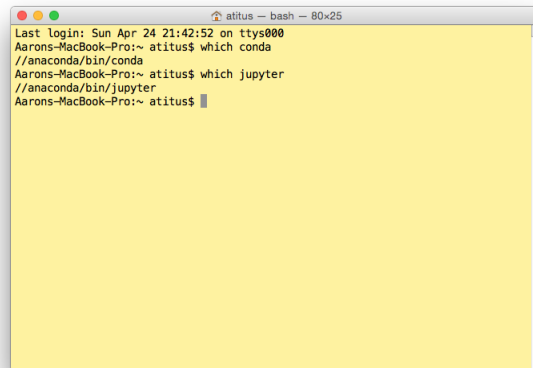 atitus — bash — 80×25
Last login: Sun Apr 24 21:42:52 on ttys000
Aarons-MacBook-Pro:~ atitus$ which conda
//anaconda/bin/conda
Aarons-MacBook-Pro:~ atitus$ which jupyter
//anaconda/bin/jupyter
Aarons-MacBook-Pro:~ atitus$